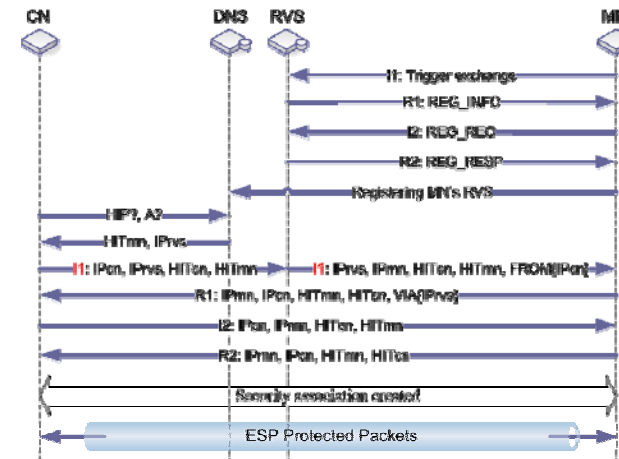 CN DNS RVS
I1: Trigger exchange
R1: REG_INFO
I2: REG_REQ
R2: REG_RESP
Registering MN's RVS
HIP?, A?
HITmn, IPrvs
I1: IPcn, IPrvs, HITcn, HITmn I1: IPrvs, IPmn, HITcn, HITmn, FROM[IPcn]
R1: IPmn, IPcn, HITmn, HITcn, VIA[IPrvs]
I2: IPcn, IPmn, HITcn, HITmn
R2: IPmn, IPcn, HITmn, HITcn
Security association created
ESP Protected Packets